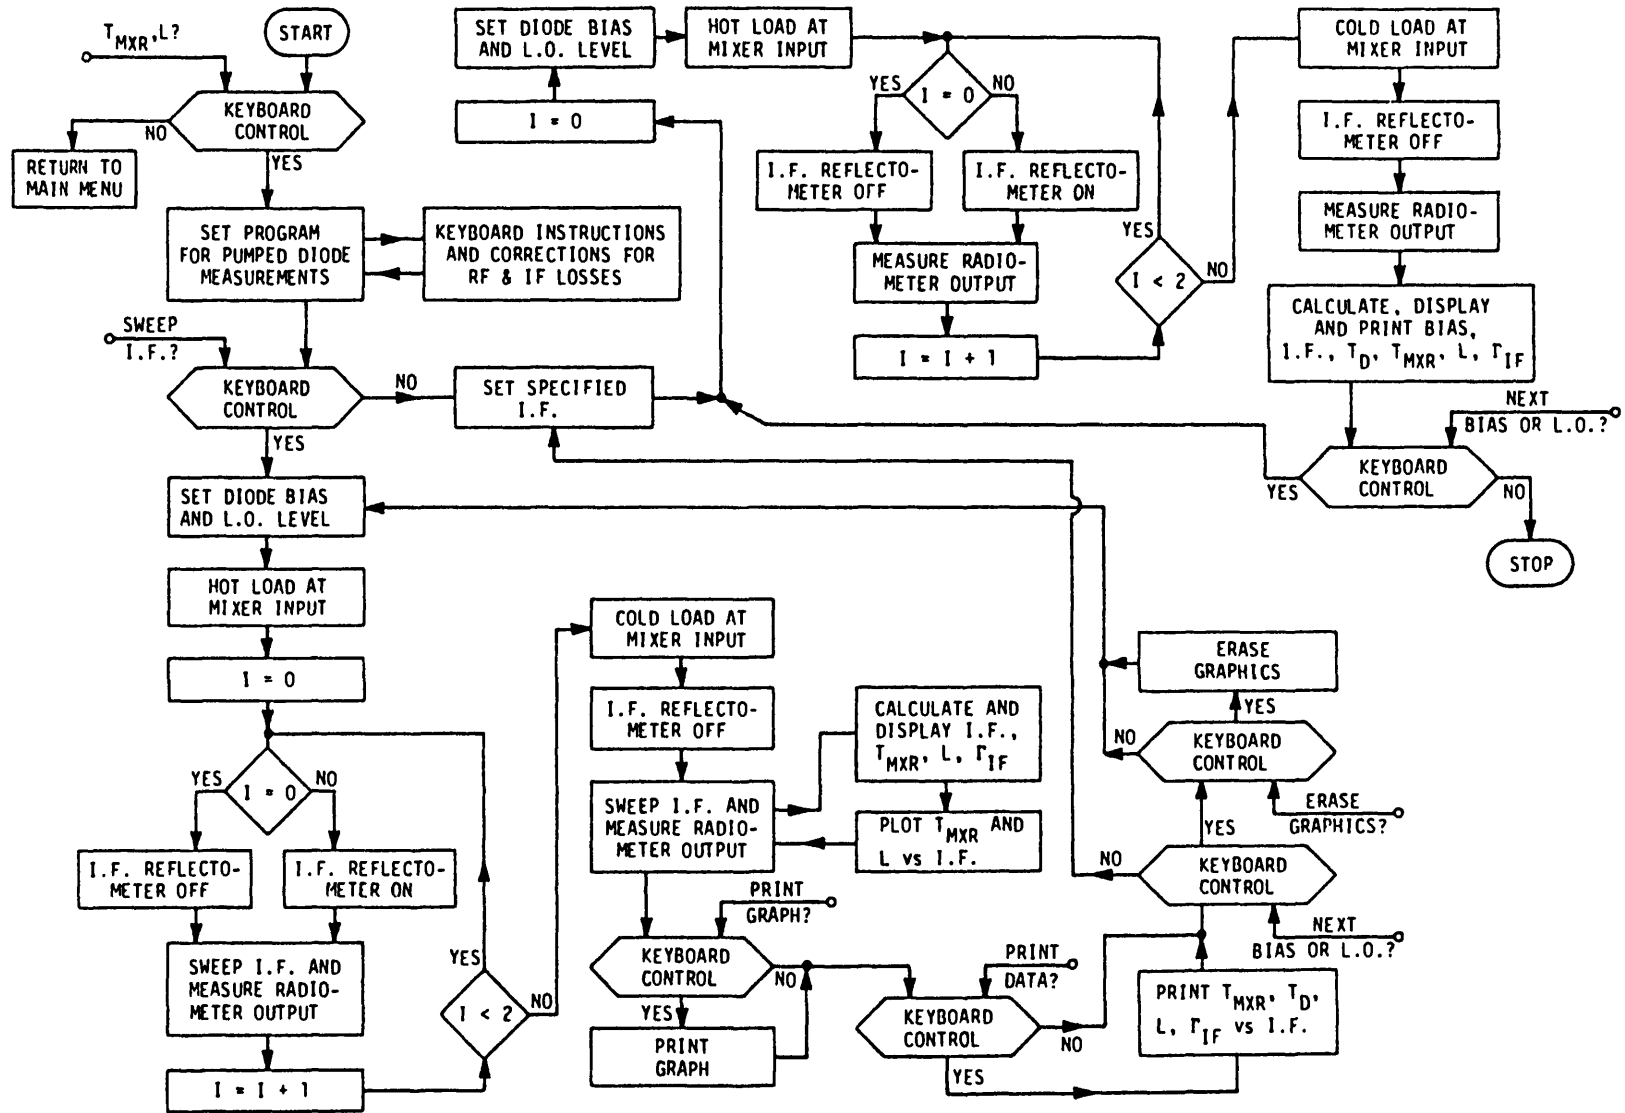 T_MXR, L?
START
KEYBOARD
CONTROL
NO
YES
RETURN TO
MAIN MENU
SET PROGRAM
FOR PUMPED DIODE
MEASUREMENTS
KEYBOARD INSTRUCTIONS
AND CORRECTIONS FOR
RF & IF LOSSES
SWEEP
I.F.?
KEYBOARD
CONTROL
NO
YES
SET SPECIFIED
I.F.
I = 0
SET DIODE BIAS
AND L.O. LEVEL
HOT LOAD AT
MIXER INPUT
I = 0
YES
NO
I.F. REFLECTO-
METER OFF
I.F. REFLECTO-
METER ON
MEASURE RADIO-
METER OUTPUT
I = I + 1
I < 2
YES
NO
COLD LOAD AT
MIXER INPUT
I.F. REFLECTO-
METER OFF
MEASURE RADIO-
METER OUTPUT
CALCULATE, DISPLAY
AND PRINT BIAS,
I.F., T_D, T_MXR, L, Γ_IF
NEXT
BIAS OR L.O.?
KEYBOARD
CONTROL
YES
NO
STOP
SET DIODE BIAS
AND L.O. LEVEL
HOT LOAD AT
MIXER INPUT
I = 0
I = 0
YES
NO
I.F. REFLECTO-
METER OFF
I.F. REFLECTO-
METER ON
SWEEP I.F. AND
MEASURE RADIO-
METER OUTPUT
I = I + 1
I < 2
YES
NO
COLD LOAD AT
MIXER INPUT
I.F. REFLECTO-
METER OFF
SWEEP I.F. AND
MEASURE RADIO-
METER OUTPUT
CALCULATE AND
DISPLAY I.F.,
T_MXR, L, Γ_IF
PLOT T_MXR AND
L vs I.F.
PRINT
GRAPH?
KEYBOARD
CONTROL
NO
YES
PRINT
GRAPH
PRINT
DATA?
KEYBOARD
CONTROL
NO
YES
PRINT T_MXR, T_D,
L, Γ_IF vs I.F.
NEXT
BIAS OR L.O.?
KEYBOARD
CONTROL
NO
YES
ERASE
GRAPHICS?
KEYBOARD
CONTROL
NO
YES
ERASE
GRAPHICS